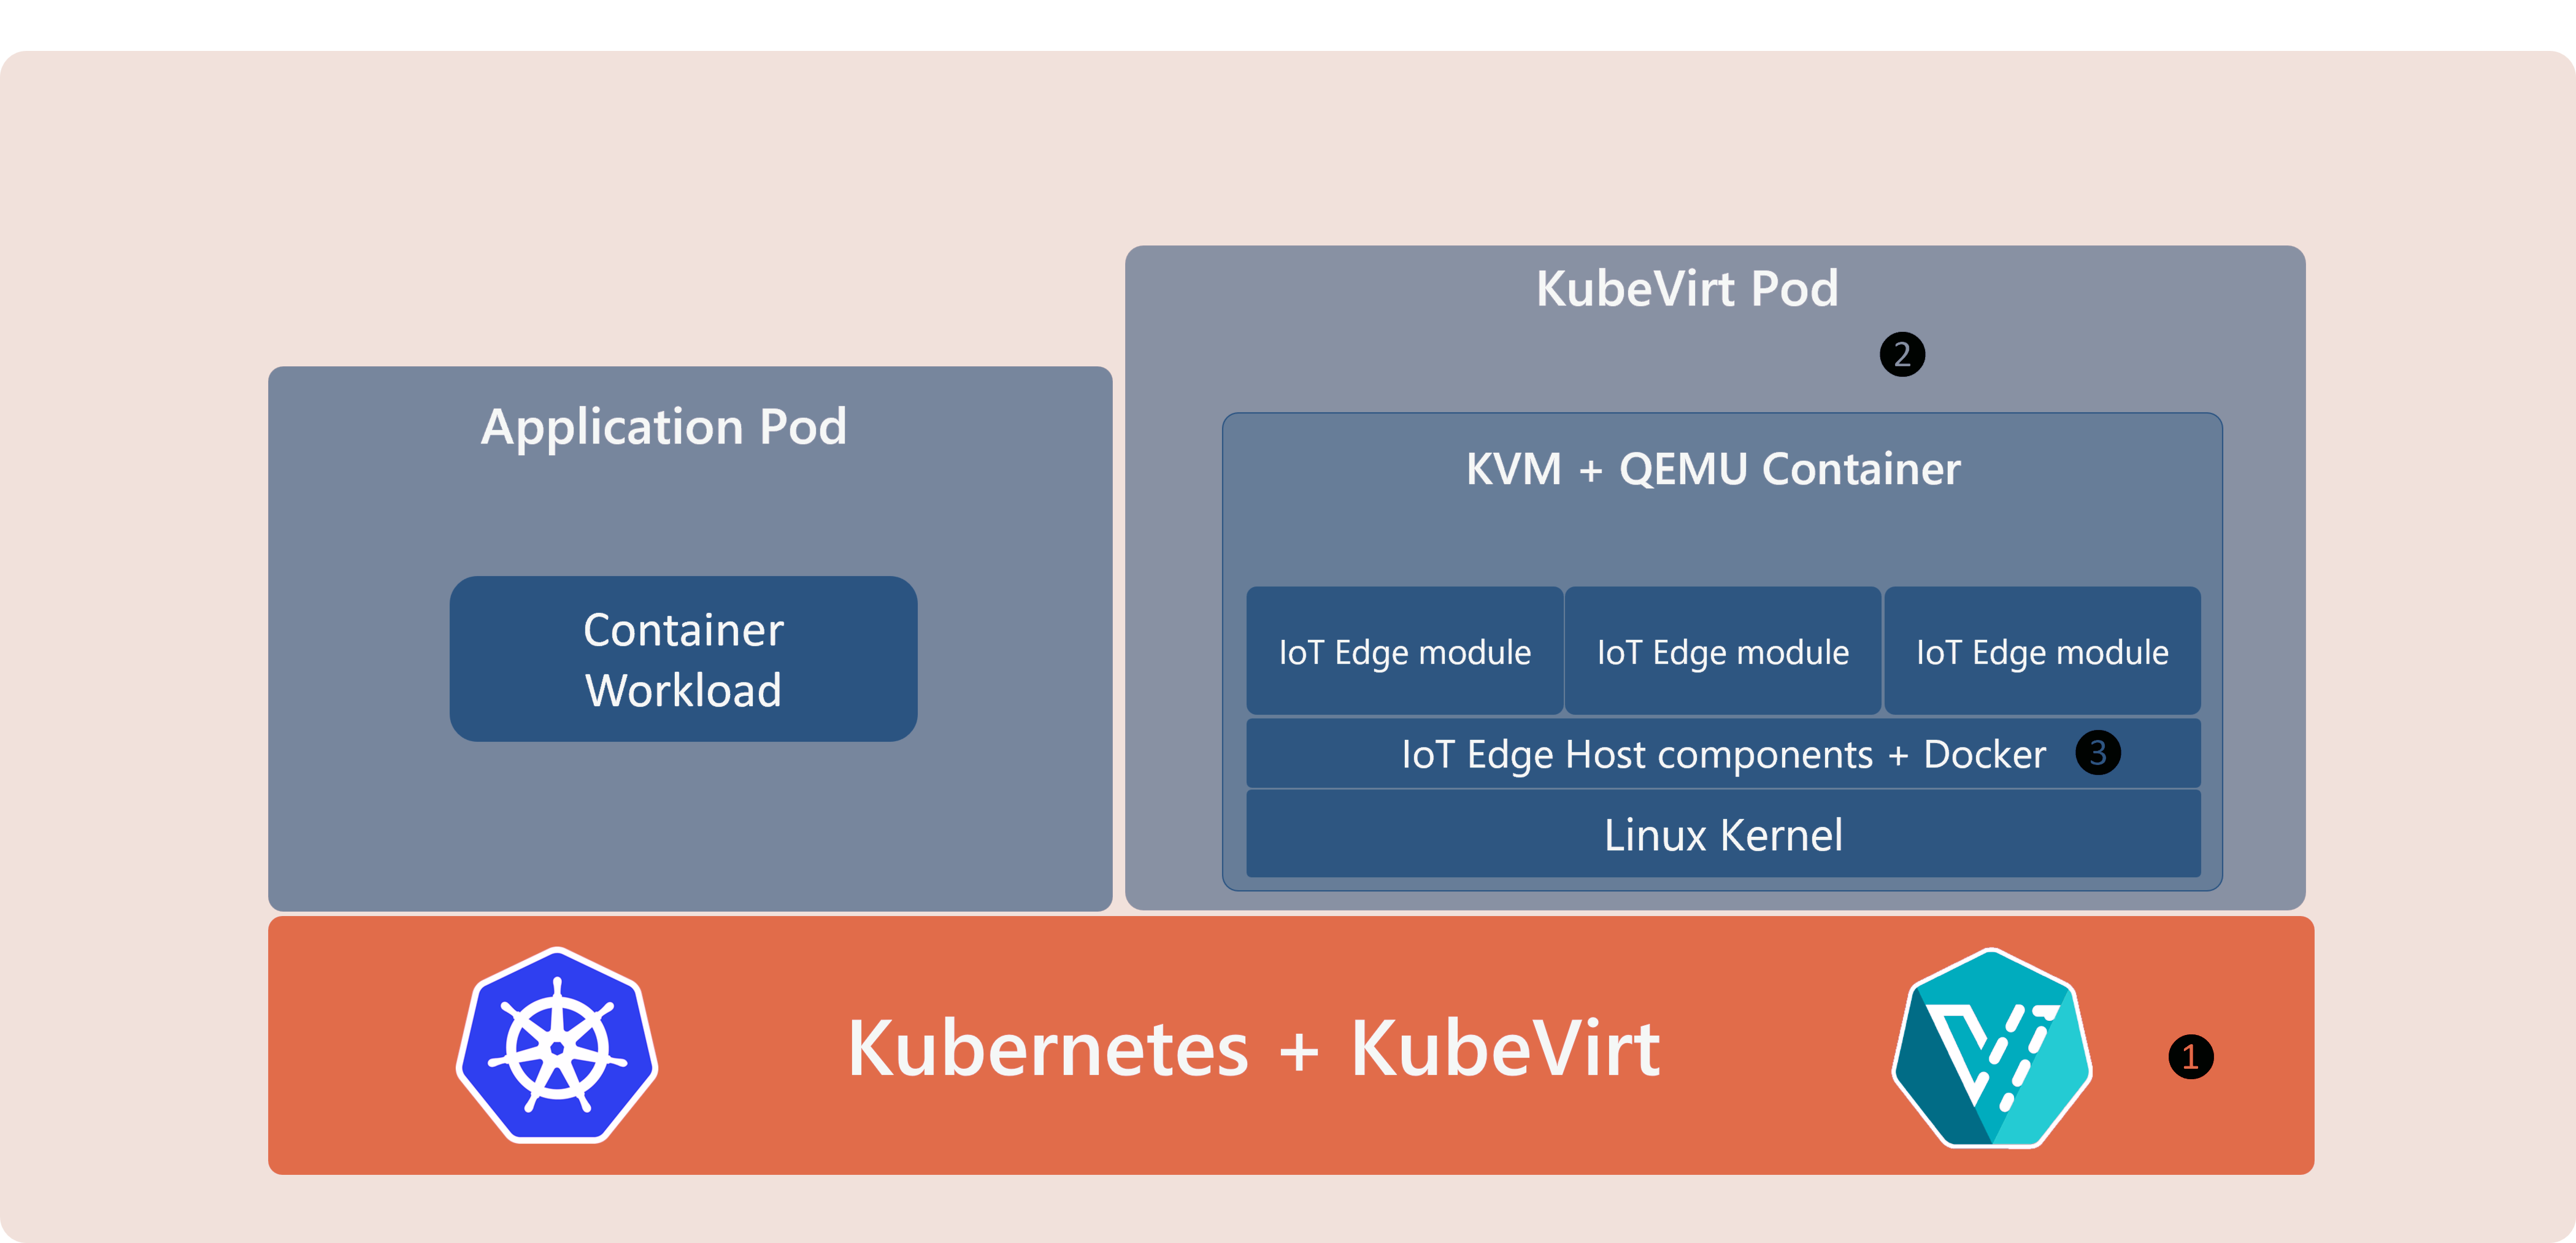 KubeVirt Pod
2
Application Pod
KVM + QEMU Container
Container
Workload
IoT Edge module
IoT Edge module
IoT Edge module
IoT Edge Host components + Docker
3
Linux Kernel
Kubernetes + KubeVirt
1